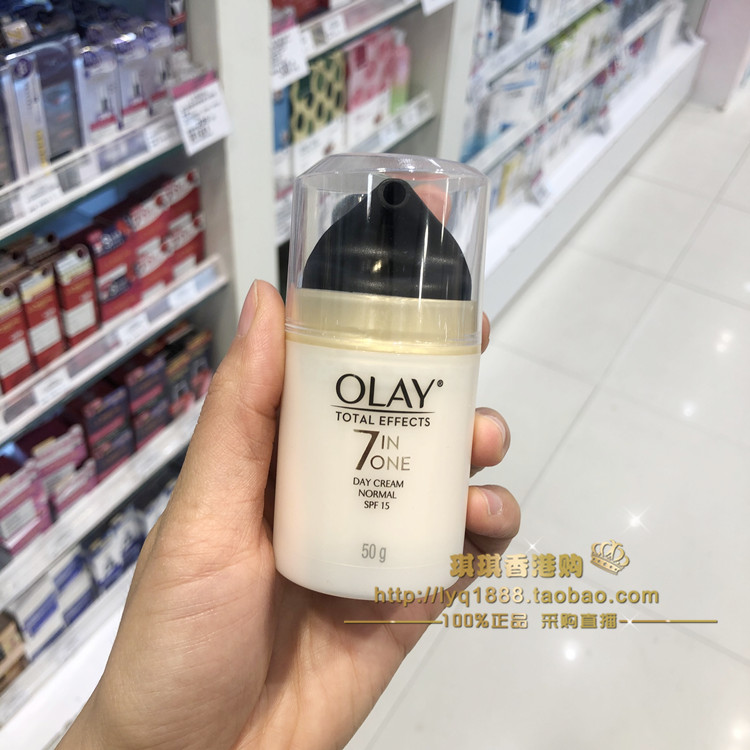 OLAY®
TOTAL EFFECTS
7 IN ONE
DAY CREAM
NORMAL
SPF 15
50 g
琪琪香港购
http://lyq1888.taobao.com
100%正品 采购直播